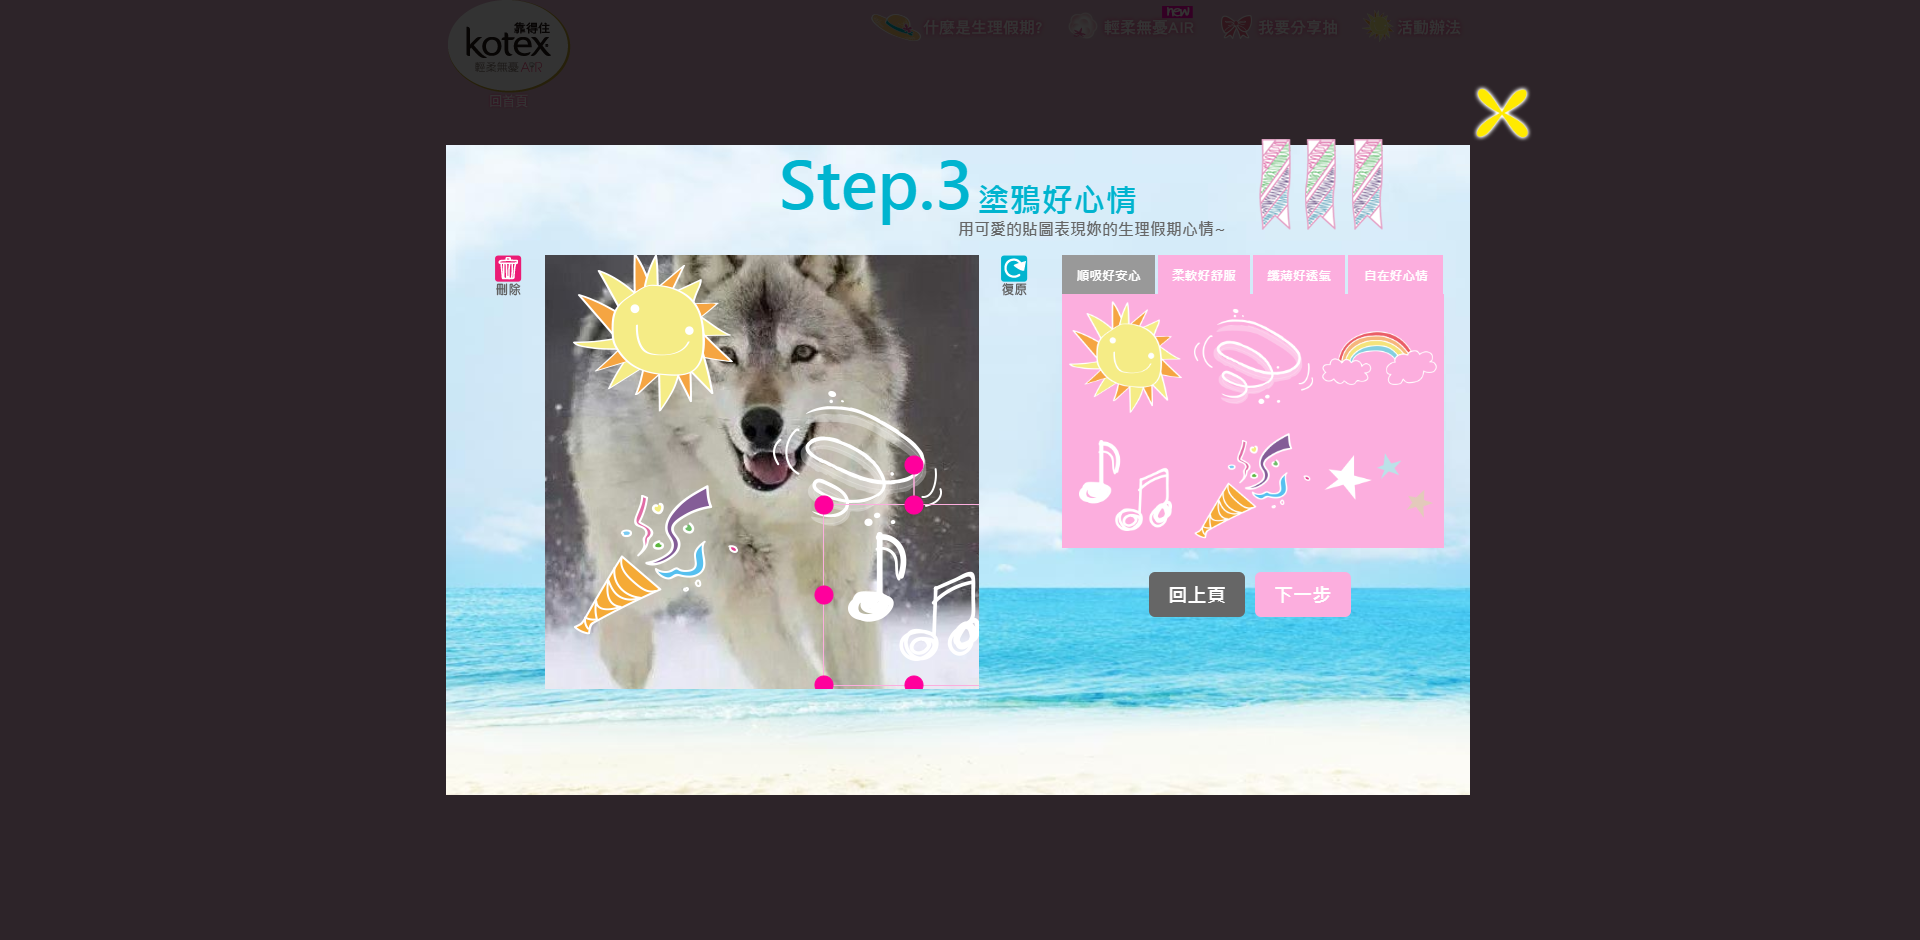 靠得住
kotex
輕柔無憂 AIR
回首頁
什麼是生理假期?
new
輕柔無憂AIR
我要分享抽
活動辦法
Step.3 塗鴉好心情
用可愛的貼圖表現妳的生理假期心情~
刪除
復原
順吸好安心
柔軟好舒服
纖薄好透氣
自在好心情
回上頁
下一步